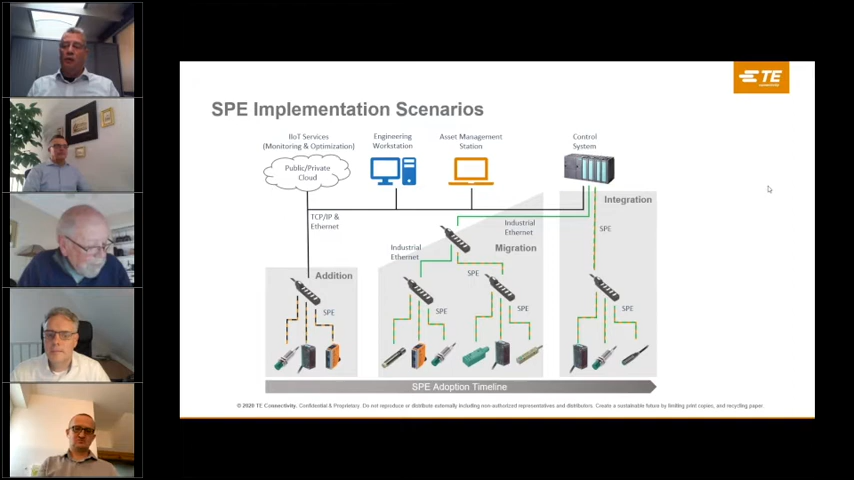 TE
SPE Implementation Scenarios
IIoT Services
(Monitoring & Optimization)
Engineering
Workstation
Asset Management
Station
Control
System
Public/Private
Cloud
Integration
TCP/IP &
Ethernet
Industrial
Ethernet
SPE
Industrial
Ethernet
Migration
Addition
SPE
SPE
SPE
SPE
SPE Adoption Timeline
© 2020 TE Connectivity. Confidential & Proprietary. Do not reproduce or distribute externally including non-authorized representatives and distributors. Create a sustainable future by limiting print copies, and recycling paper.